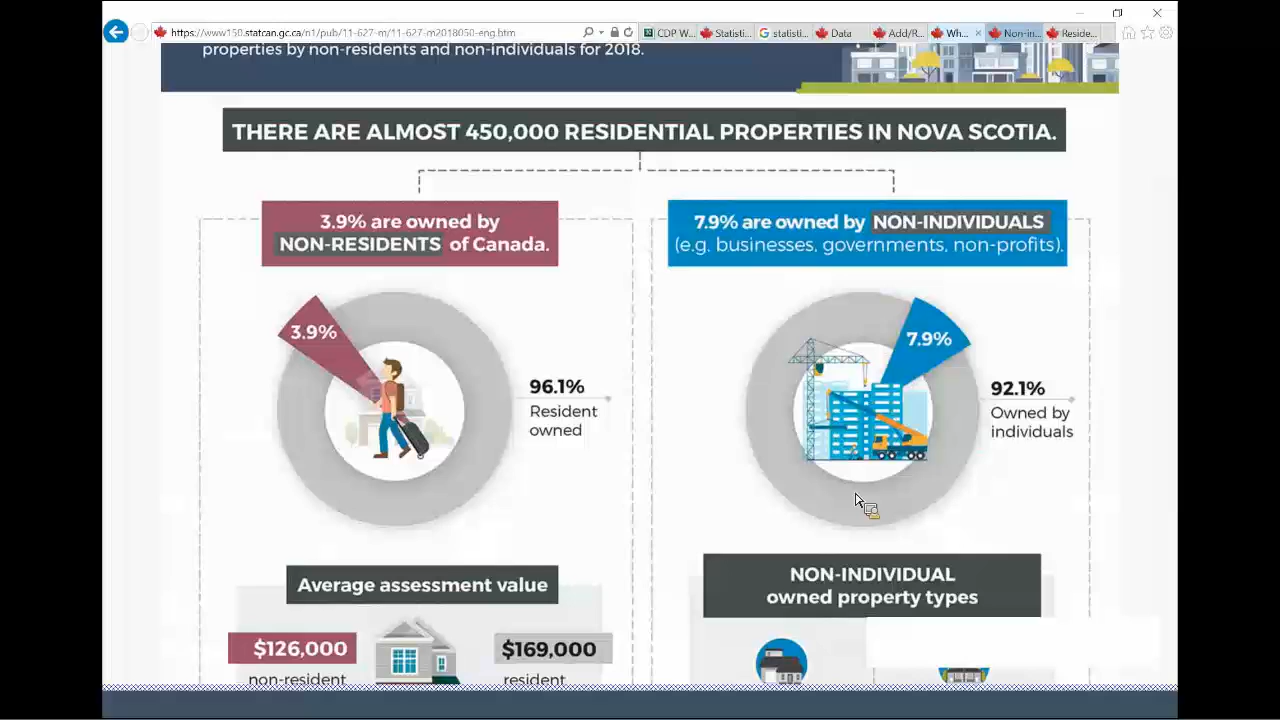 https://www150.statcan.gc.ca/n1/pub/11-627-m/11-627-m2018050-eng.htm
CDP W...
Statisti...
statisti...
Data
Add/R...
Wh...
Non-in...
Reside...
properties by non-residents and non-individuals for 2018.
THERE ARE ALMOST 450,000 RESIDENTIAL PROPERTIES IN NOVA SCOTIA.
3.9% are owned by
NON-RESIDENTS of Canada.
3.9%
96.1%
Resident
owned
Average assessment value
$126,000
non-resident
$169,000
resident
7.9% are owned by NON-INDIVIDUALS
(e.g. businesses, governments, non-profits).
7.9%
92.1%
Owned by
individuals
NON-INDIVIDUAL
owned property types